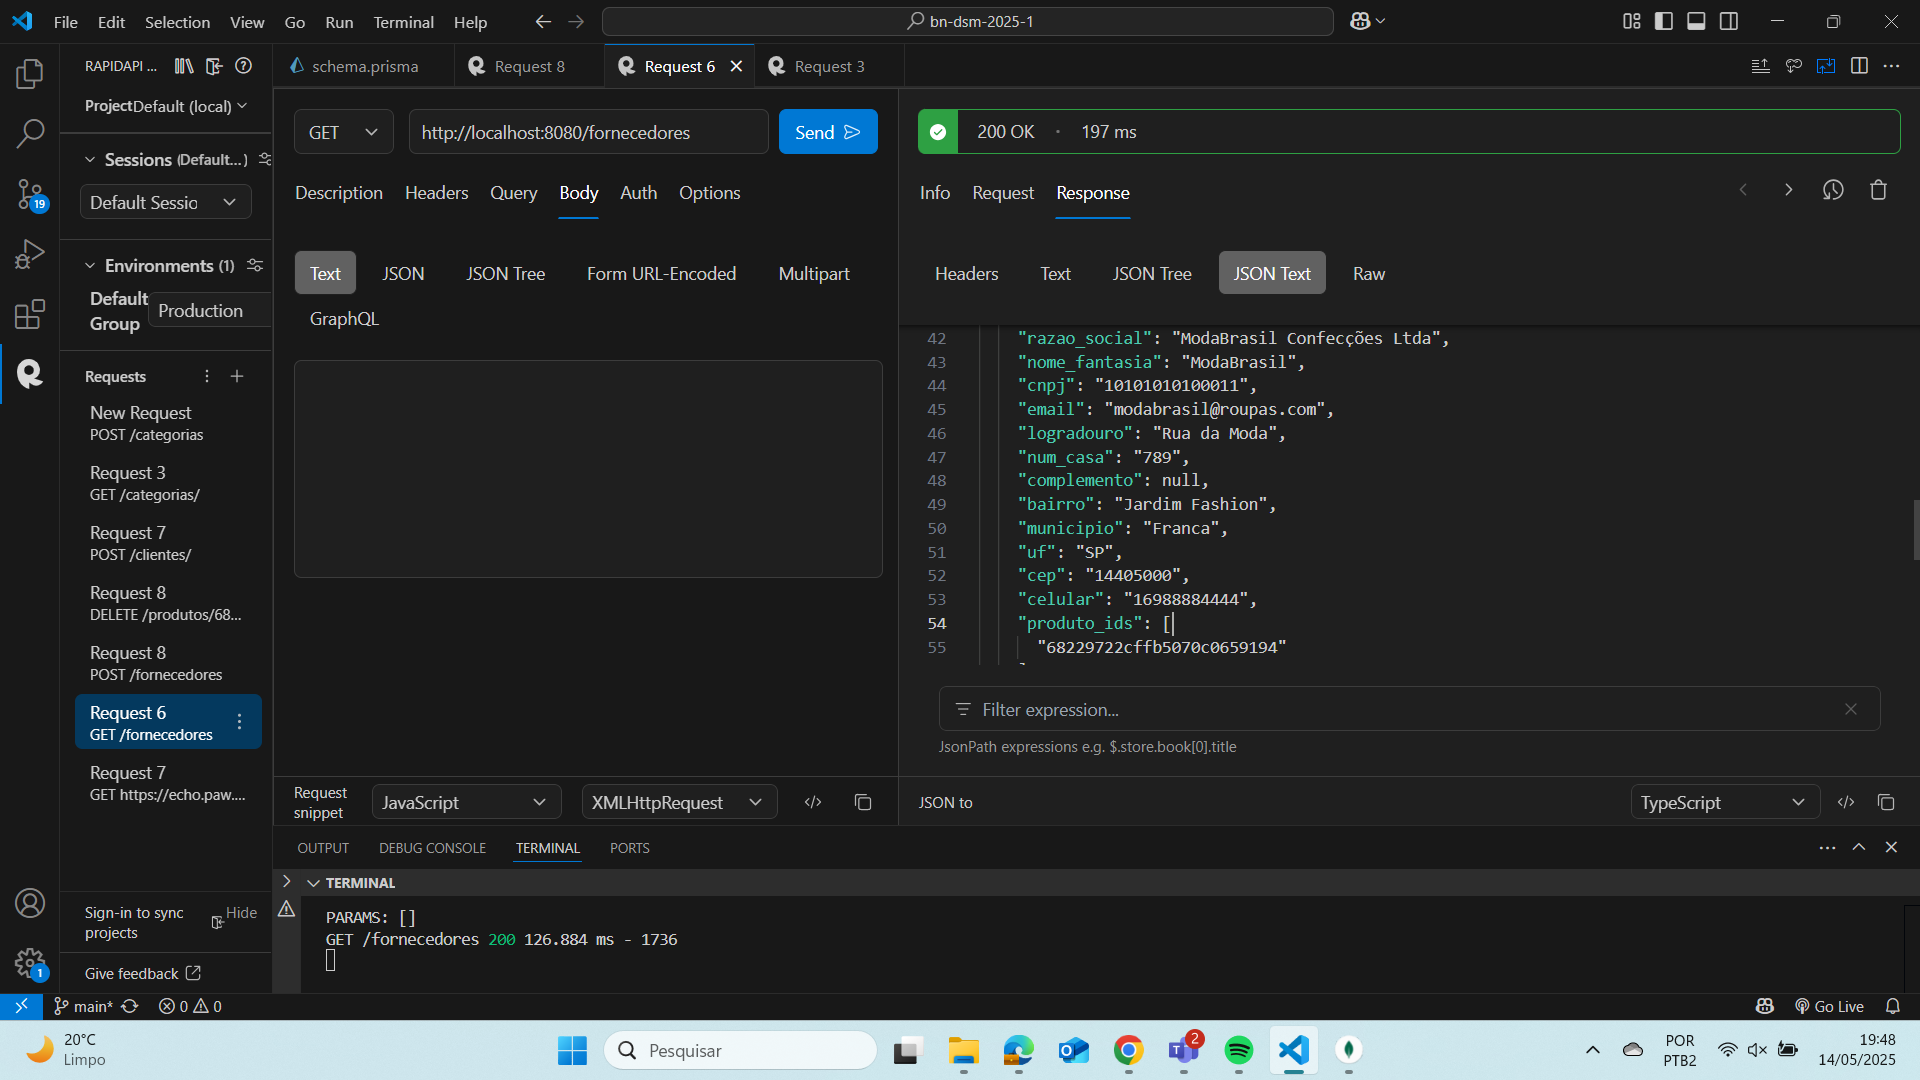 File Edit Selection View Go Run Terminal Help
bn-dsm-2025-1
RAPIDAPI ...
schema.prisma
Request 8
Request 6
Request 3
Project Default (local)
Sessions (Default...)
Default Sessio
Environments (1)
Default Group
Production
Requests
New Request
POST /categorias
Request 3
GET /categorias/
Request 7
POST /clientes/
Request 8
DELETE /produtos/68...
Request 8
POST /fornecedores
Request 6
GET /fornecedores
Request 7
GET https://echo.paw....
Sign-in to sync projects
Hide
Give feedback
GET
http://localhost:8080/fornecedores
Send
Description Headers Query Body Auth Options
Text JSON JSON Tree Form URL-Encoded Multipart
GraphQL
Request snippet
JavaScript
XMLHttpRequest
200 OK · 197 ms
Info Request Response
Headers Text JSON Tree JSON Text Raw
42 "razao_social": "ModaBrasil Confecções Ltda",
43 "nome_fantasia": "ModaBrasil",
44 "cnpj": "10101010100011",
45 "email": "modabrasil@roupas.com",
46 "logradouro": "Rua da Moda",
47 "num_casa": "789",
48 "complemento": null,
49 "bairro": "Jardim Fashion",
50 "municipio": "Franca",
51 "uf": "SP",
52 "cep": "14405000",
53 "celular": "16988884444",
54 "produto_ids": [
55 "68229722cffb5070c0659194"
Filter expression...
JsonPath expressions e.g. $.store.book[0].title
JSON to
TypeScript
OUTPUT DEBUG CONSOLE TERMINAL PORTS
TERMINAL
PARAMS: []
GET /fornecedores 200 126.884 ms - 1736
19
1
main* 0 0
Go Live
20°C
Limpo
Pesquisar
2
POR
PTB2
19:48
14/05/2025